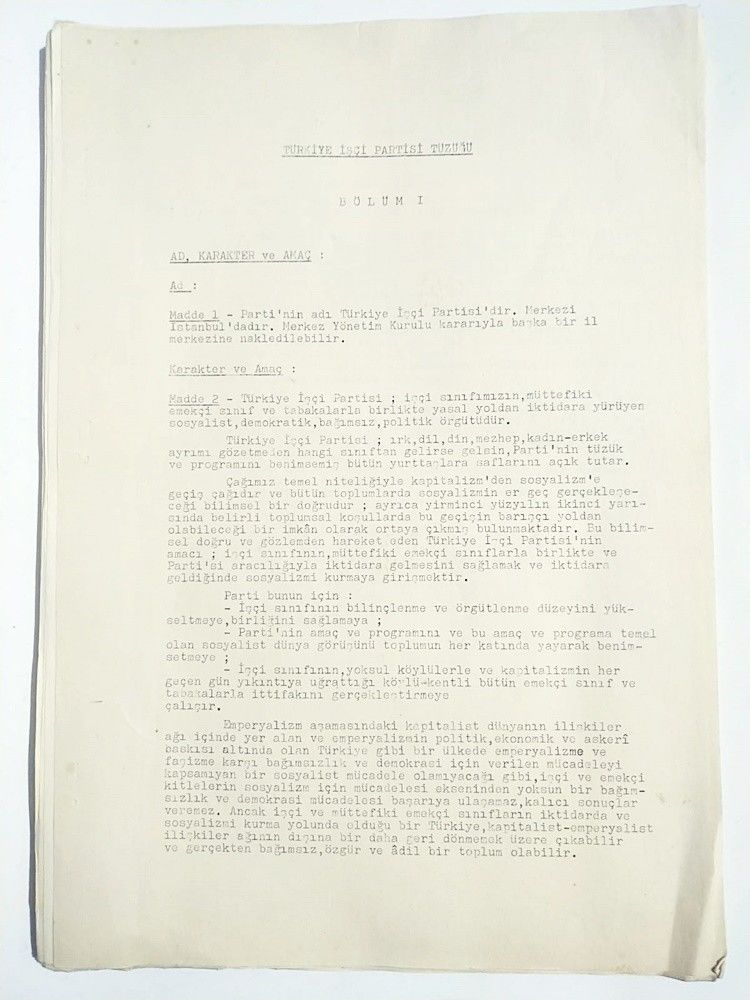 TÜRKİYE İŞÇİ PARTİSİ TÜZÜĞÜ
B Ö L Ü M   I
AD, KARAKTER ve AMAÇ :
Ad :
Madde 1 - Parti'nin adı Türkiye İşçi Partisi'dir. Merkezi
İstanbul'dadır. Merkez Yönetim Kurulu kararıyla başka bir il
merkezine nakledilebilir.
Karakter ve Amaç :
Madde 2 - Türkiye İşçi Partisi ; işçi sınıfımızın,müttefiki
emekçi sınıf ve tabakalarla birlikte yasal yoldan iktidara yürüyen
sosyalist,demokratik,bağımsız,politik örgütüdür.
Türkiye İşçi Partisi ; ırk,dil,din,mezhep,kadın-erkek
ayrımı gözetmeden hangi sınıftan gelirse gelsin,Parti'nin tüzük
ve programını benimsemiş bütün yurttaşlara saflarını açık tutar.
Çağımız temel niteliğiyle kapitalizm'den sosyalizm'e
geçiş çağıdır ve bütün toplumlarda sosyalizmin er geç gerçekleşe-
ceği bilimsel bir doğrudur ; ayrıca yirminci yüzyılın ikinci yarı-
sında belirli toplumsal koşullarda bu geçişin barışçı yoldan
olabileceği bir imkân olarak ortaya çıkmış bulunmaktadır. Bu bilim-
sel doğru ve gözlemden hareket eden Türkiye İşçi Partisi'nin
amacı ; işçi sınıfının,müttefiki emekçi sınıflarla birlikte ve
Parti'si aracılığıyla iktidara gelmesini sağlamak ve iktidara
geldiğinde sosyalizmi kurmaya girişmektir.
Parti bunun için :
- İşçi sınıfının bilinçlenme ve örgütlenme düzeyini yük-
seltmeye,birliğini sağlamaya ;
- Parti'nin amaç ve programını ve bu amaç ve programa temel
olan sosyalist dünya görüşünü toplumun her katında yayarak benim-
setmeye ;
- İşçi sınıfının,yoksul köylülerle ve kapitalizmin her
geçen gün yıkıntıya uğrattığı köylü-kentli bütün emekçi sınıf ve
tabakalarla ittifakını gerçekleştirmeye
çalışır.
Emperyalizm aşamasındaki kapitalist dünyanın ilişkiler
ağı içinde yer alan ve emperyalizmin politik,ekonomik ve askerî
baskısı altında olan Türkiye gibi bir ülkede emperyalizme ve
faşizme karşı bağımsızlık ve demokrasi için verilen mücadeleyi
kapsamıyan bir sosyalist mücadele olamıyacağı gibi,işçi ve emekçi
kitlelerin sosyalizm için mücadelesi ekseninden yoksun bir bağım-
sızlık ve demokrasi mücadelesi başarıya ulaşamaz,kalıcı sonuçlar
veremez. Ancak işçi ve müttefiki emekçi sınıfların iktidarda ve
sosyalizmi kurma yolunda olduğu bir Türkiye,kapitalist-emperyalist
ilişkiler ağının dışına bir daha geri dönmemek üzere çıkabilir
ve gerçekten bağımsız,özgür ve âdil bir toplum olabilir.